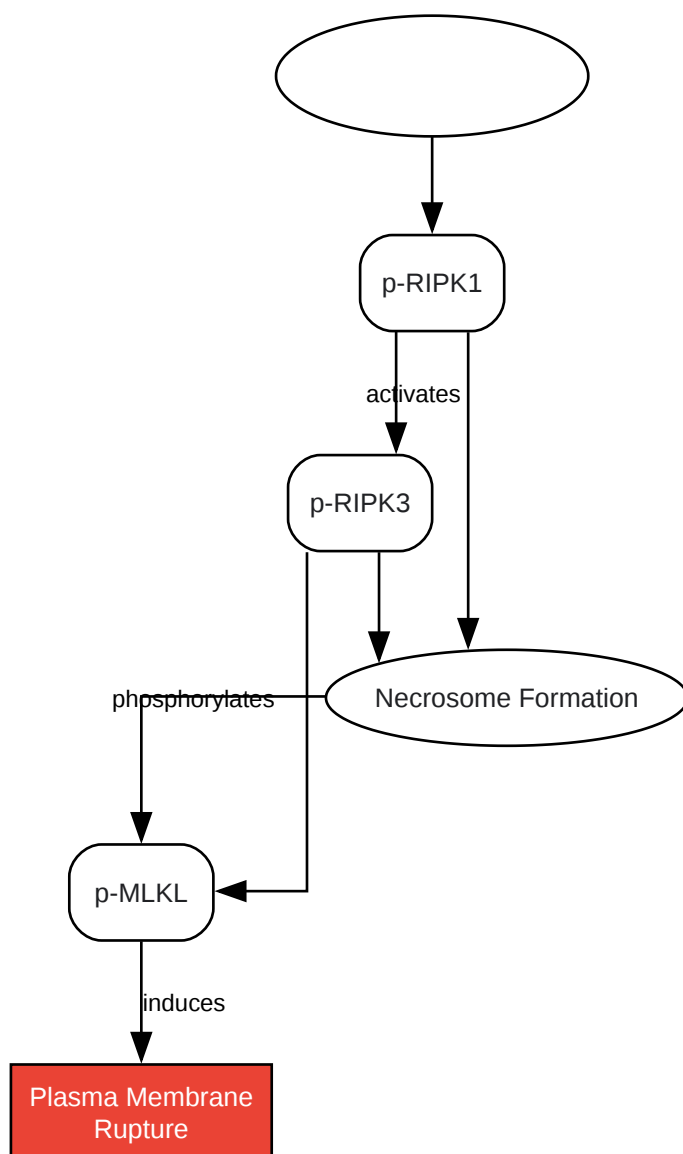 p-RIPK1
activates
p-RIPK3
phosphorylates
Necrosome Formation
p-MLKL
induces
Plasma Membrane
Rupture